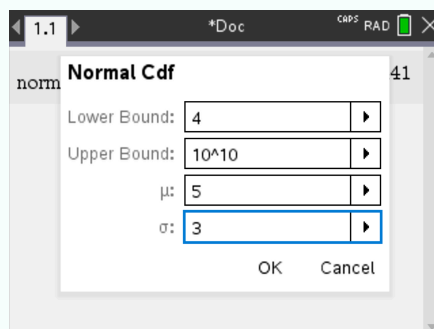 1.1 *Doc CAPS RAD
norm 41
Normal Cdf
Lower Bound: 4
Upper Bound: 10^10
μ: 5
σ: 3
OK Cancel